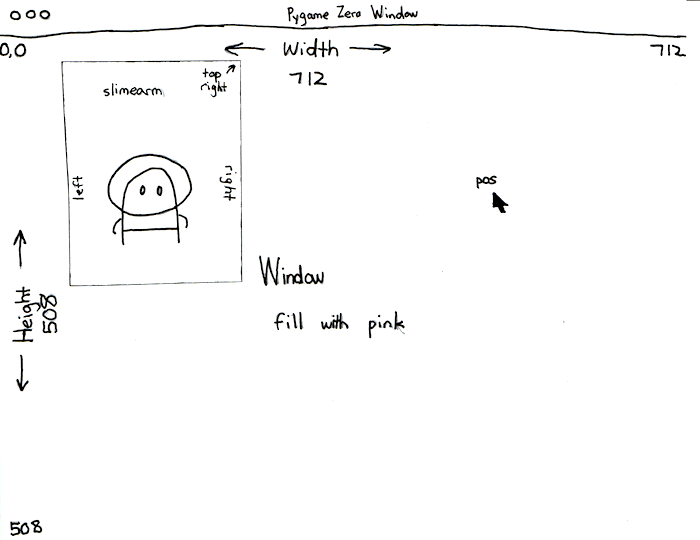 Pygame Zero Window
0,0
Width
712
712
top
right
slimearm
left
right
pos
Height
508
Window
fill with pink
508